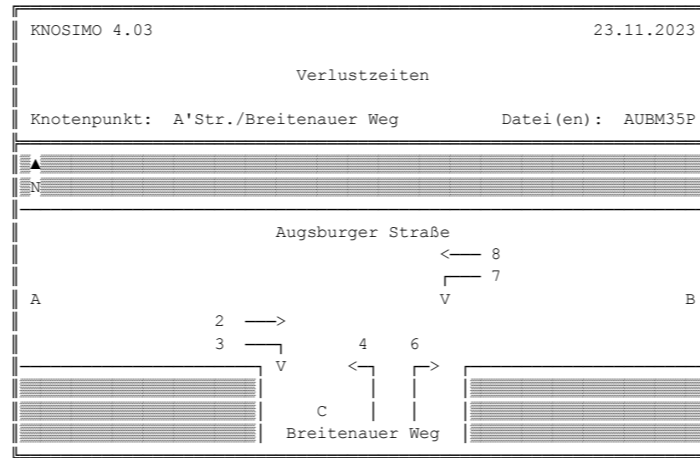 KNOSIMO 4.03 23.11.2023
Verlustzeiten
Knotenpunkt: A'Str./Breitenauer Weg Datei(en): AUBM35P
N
Augsburger Straße
8
7
A V B
2
3 4 6
V
C
Breitenauer Weg